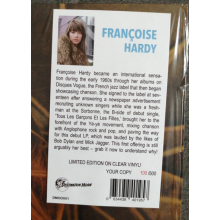 FRANÇOISE
HARDY
Françoise Hardy became an international sensa-
tion during the early 1960s through her albums on
Disques Vogue, the French jazz label that then began
showcasing chanson. She signed to the label at sev-
enteen after answering a newspaper advertisement
recruiting unknown singers while she was a fresh-
man at the Sorbonne, the B-side of debut single,
'Tous Les Garçons Et Les Filles,' brought her to the
forefront of the Ye-ye movement, mixing chanson
with Anglophone rock and pop, and paving the way
for this debut LP, which was lauded by the likes of
Bob Dylan and Mick Jagger. This first offering is still
arguably her best - grab it now to understand why!
LIMITED EDITION ON CLEAR VINYL!
YOUR COPY
/500